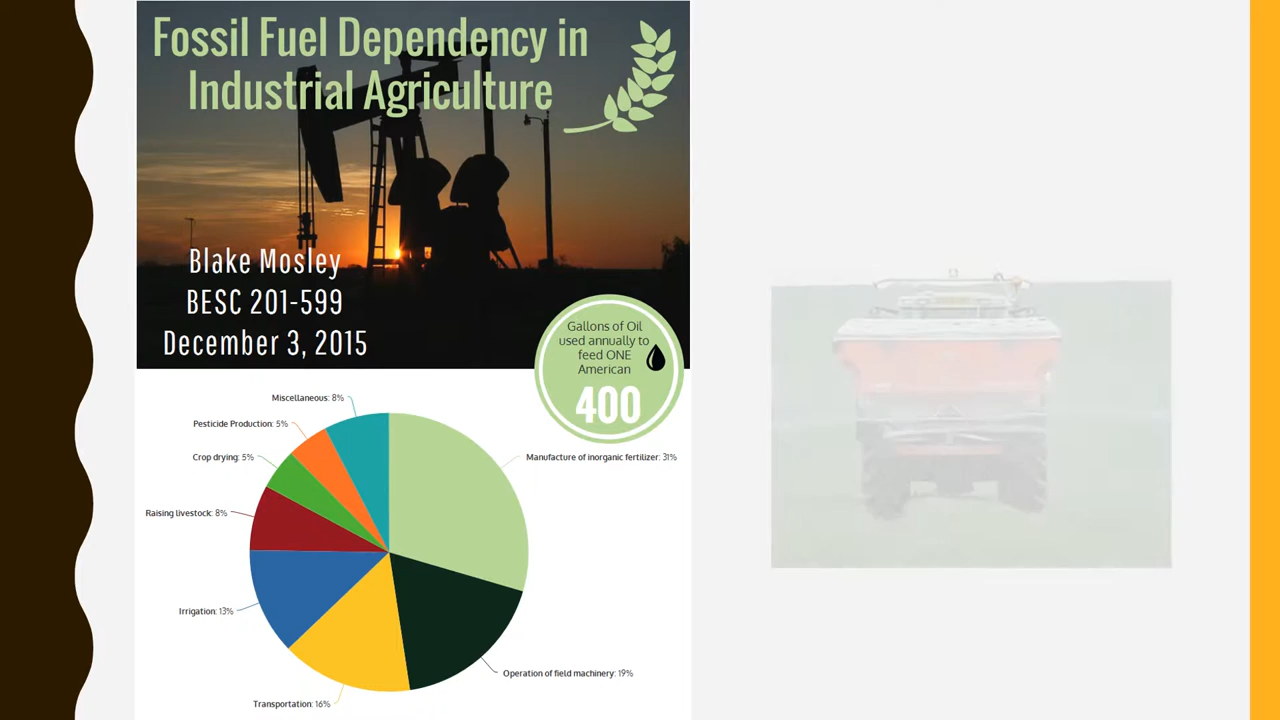 Fossil Fuel Dependency in
Industrial Agriculture
Blake Mosley
BESC 201-599
December 3, 2015
Gallons of Oil
used annually to
feed ONE
American
400
Miscellaneous: 8%
Pesticide Production: 5%
Crop drying: 5%
Manufacture of inorganic fertilizer: 31%
Raising livestock: 8%
Irrigation: 13%
Operation of field machinery: 19%
Transportation: 16%